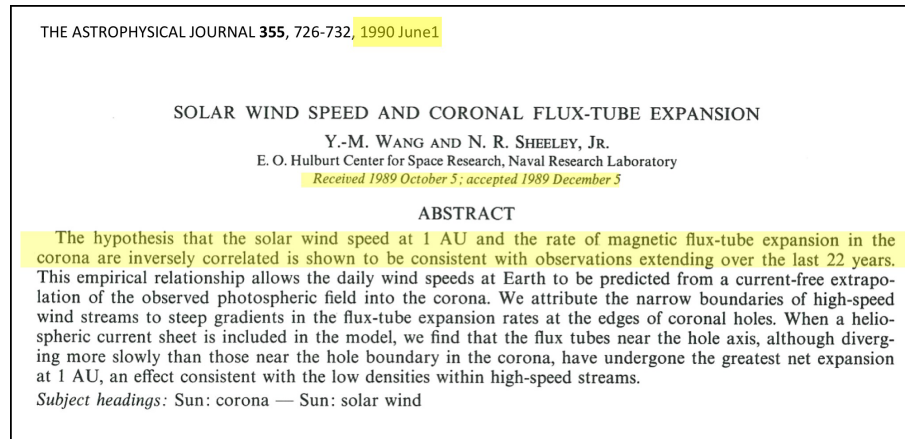 THE ASTROPHYSICAL JOURNAL 355, 726-732, 1990 June1
SOLAR WIND SPEED AND CORONAL FLUX-TUBE EXPANSION
Y.-M. WANG AND N. R. SHEELEY, JR.
E. O. Hulburt Center for Space Research, Naval Research Laboratory
Received 1989 October 5; accepted 1989 December 5
ABSTRACT
The hypothesis that the solar wind speed at 1 AU and the rate of magnetic flux-tube expansion in the
corona are inversely correlated is shown to be consistent with observations extending over the last 22 years.
This empirical relationship allows the daily wind speeds at Earth to be predicted from a current-free extrapo-
lation of the observed photospheric field into the corona. We attribute the narrow boundaries of high-speed
wind streams to steep gradients in the flux-tube expansion rates at the edges of coronal holes. When a helio-
spheric current sheet is included in the model, we find that the flux tubes near the hole axis, although diverg-
ing more slowly than those near the hole boundary in the corona, have undergone the greatest net expansion
at 1 AU, an effect consistent with the low densities within high-speed streams.
Subject headings: Sun: corona — Sun: solar wind